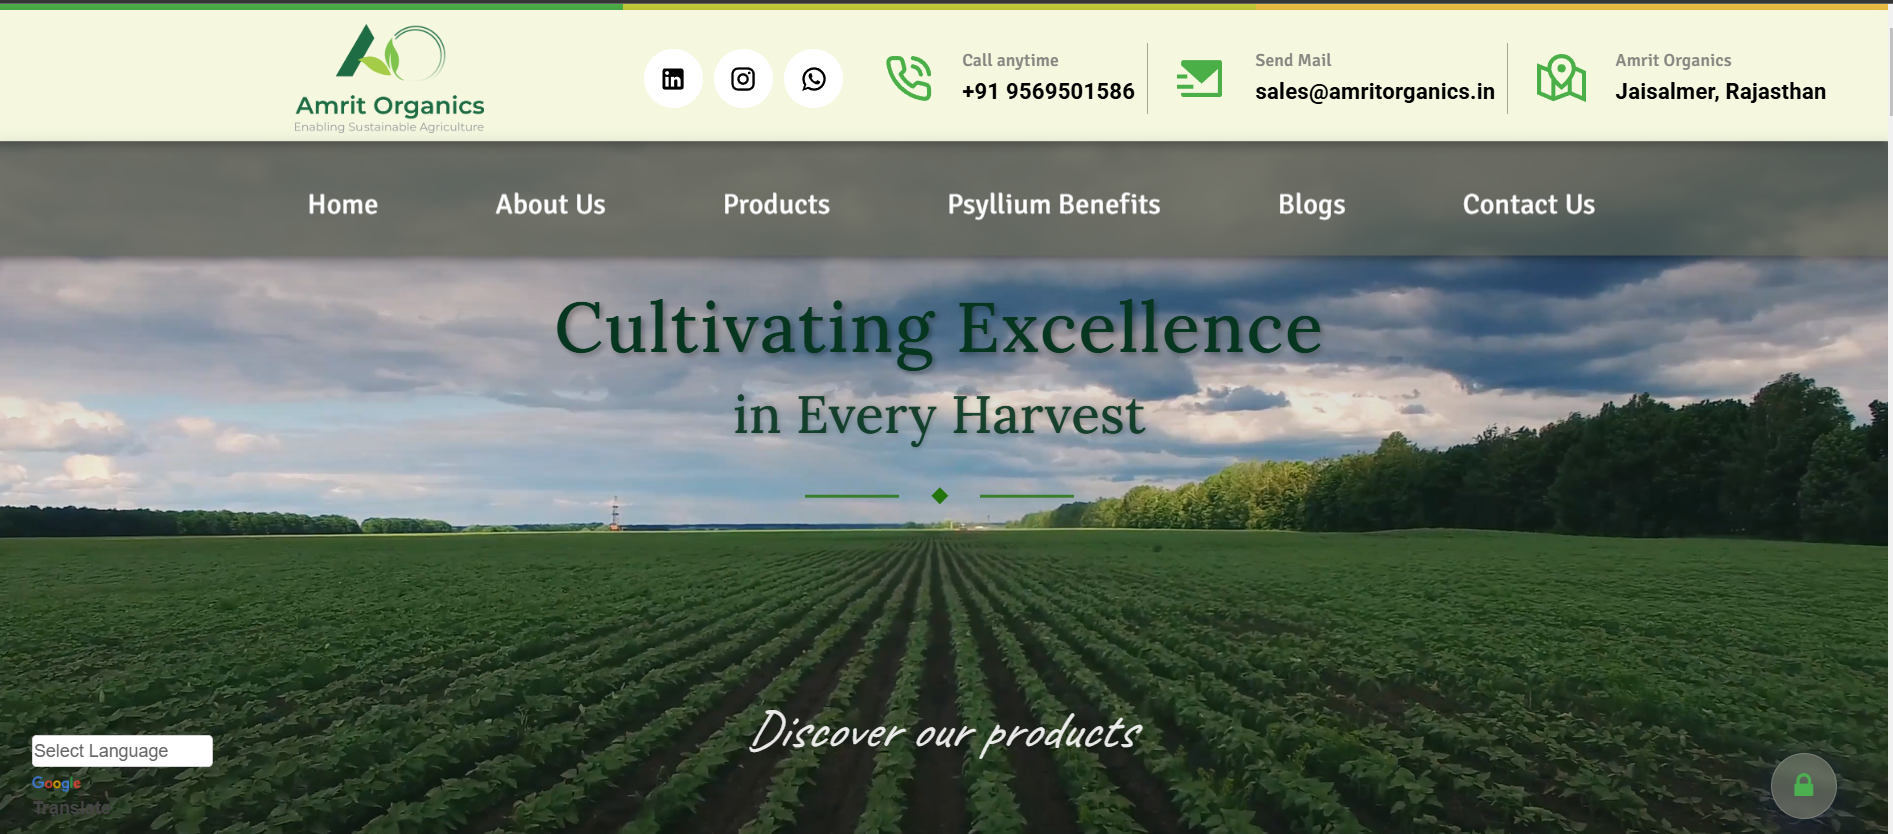 Amrit Organics
Enabling Sustainable Agriculture
Call anytime
+91 9569501586
Send Mail
sales@amritorganics.in
Amrit Organics
Jaisalmer, Rajasthan
Home About Us Products Psyllium Benefits Blogs Contact Us
Cultivating Excellence
in Every Harvest
Discover our products
Select Language
Google
Translate